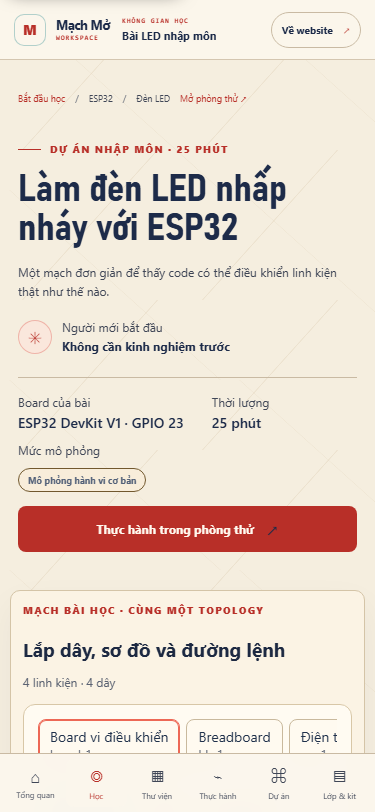 M
Mạch Mở
WORKSPACE
KHÔNG GIAN HỌC
Bài LED nhập môn
Về website ↗
Bắt đầu học / ESP32 / Đèn LED Mở phòng thử ↗
DỰ ÁN NHẬP MÔN · 25 PHÚT
Làm đèn LED nhấp
nháy với ESP32
Một mạch đơn giản để thấy code có thể điều khiển linh kiện
thật như thế nào.
Người mới bắt đầu
Không cần kinh nghiệm trước
Board của bài
ESP32 DevKit V1 · GPIO 23
Thời lượng
25 phút
Mức mô phỏng
Mô phỏng hành vi cơ bản
Thực hành trong phòng thử ↗
MẠCH BÀI HỌC · CÙNG MỘT TOPOLOGY
Lắp dây, sơ đồ và đường lệnh
4 linh kiện · 4 dây
Board vi điều khiển
Breadboard
Điện t
Tổng quan
Học
Thư viện
Thực hành
Dự án
Lớp & kit